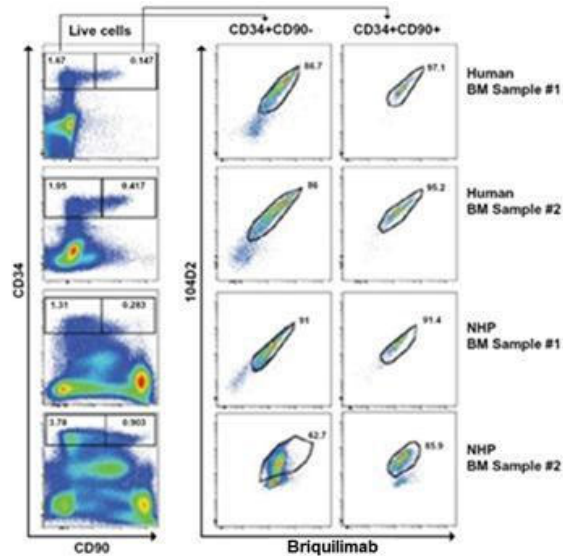 Live cells
CD34+CD90-
CD34+CD90+
1.67
0.147
86.7
97.1
Human
BM Sample #1
1.95
0.417
86
95.2
Human
BM Sample #2
CD34
104D2
1.31
0.283
91
91.4
NHP
BM Sample #1
3.78
0.903
62.7
85.9
NHP
BM Sample #2
CD90
Briquilimab